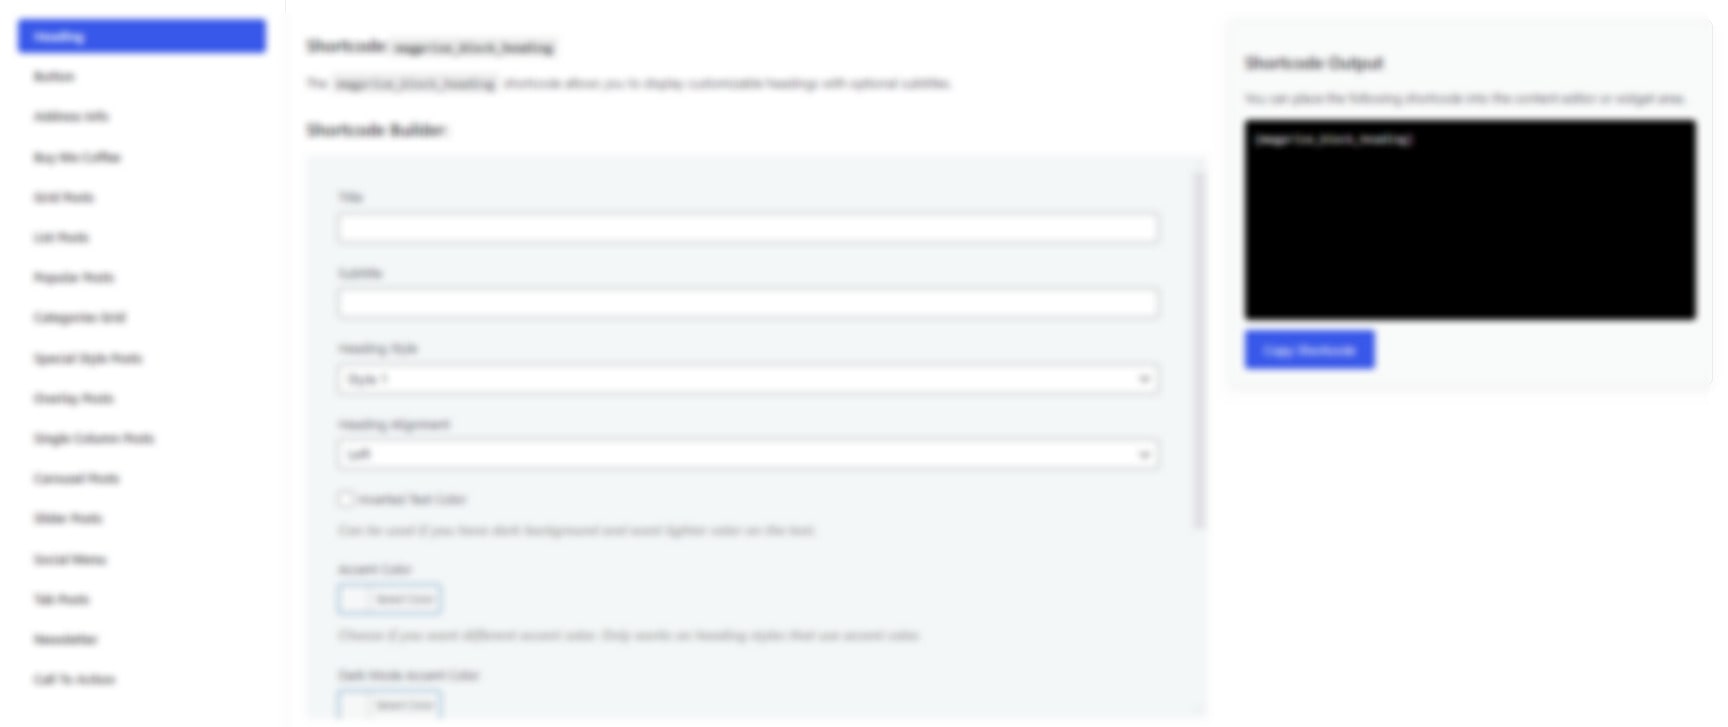 Heading
Button
Address Info
Buy Me Coffee
Grid Posts
List Posts
Popular Posts
Categories Grid
Special Style Posts
Overlay Posts
Single Column Posts
Carousel Posts
Slider Posts
Social Menu
Tab Posts
Newsletter
Call To Action
Shortcode:
The shortcode allows you to display customizable headings with optional subtitles.
Shortcode Builder:
Title
Subtitle
Heading Style
Style 1
Heading Alignment
Left
Inverted Text Color
Can be used if you have dark background and want lighter color on the text.
Accent Color
Select Color
Choose if you want different accent color. Only works on heading styles that use accent color.
Dark Mode Accent Color
Select Color
Shortcode Output
You can place the following shortcode into the content editor or widget area.
Copy Shortcode